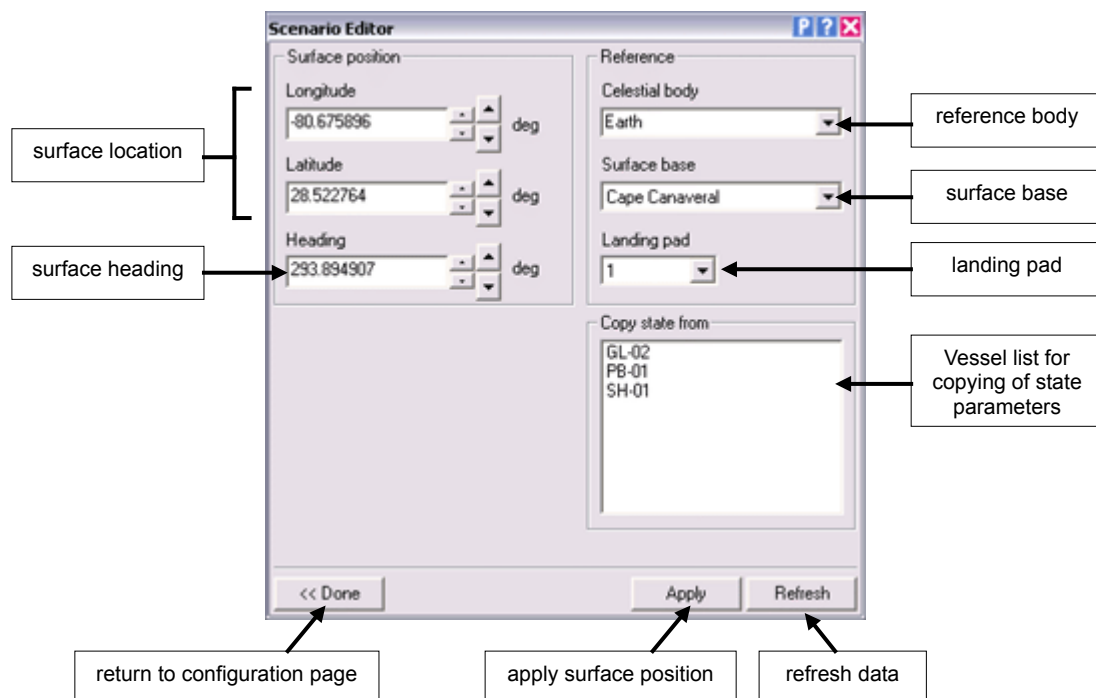 Scenario Editor
P ? X
Surface position
Longitude
-80.675896
deg
Latitude
28.522764
deg
Heading
293.894907
deg
Reference
Celestial body
Earth
Surface base
Cape Canaveral
Landing pad
1
Copy state from
GL-02
PB-01
SH-01
<< Done
Apply
Refresh
surface location
surface heading
reference body
surface base
landing pad
Vessel list for
copying of state
parameters
return to configuration page
apply surface position
refresh data